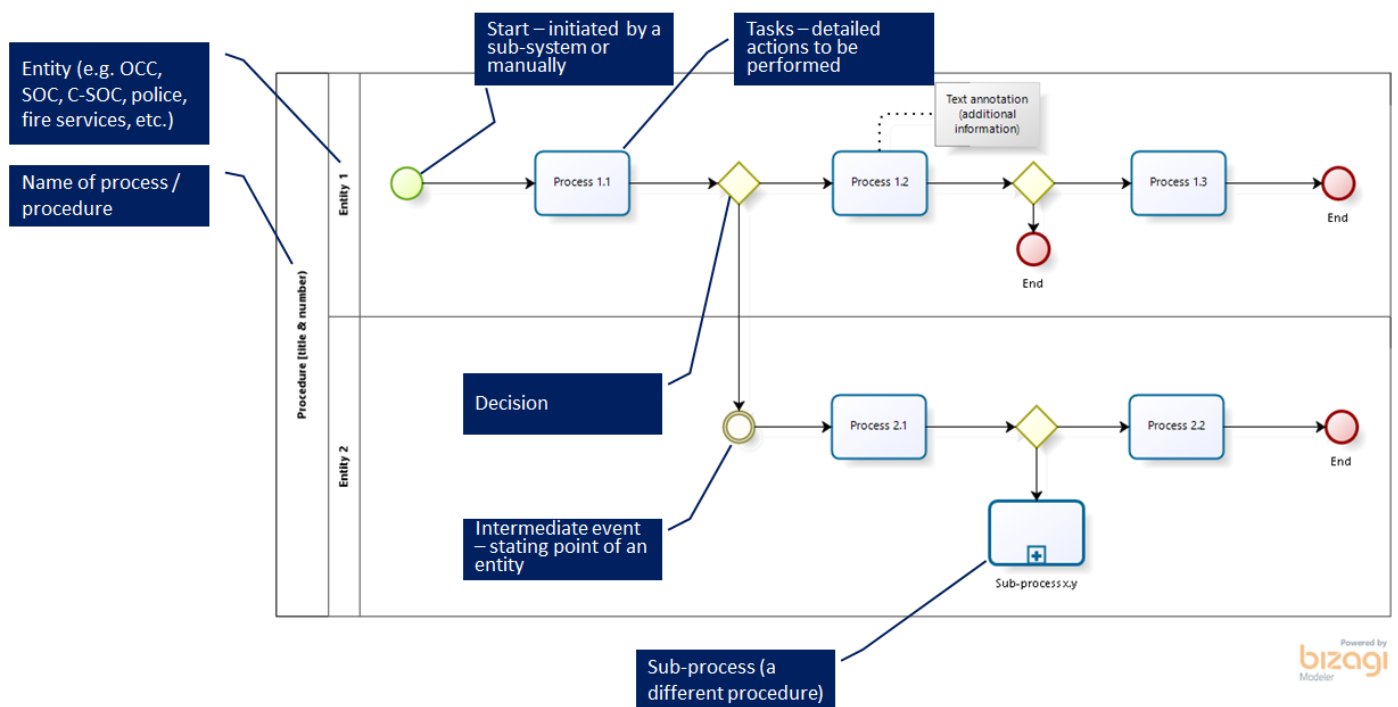 Start – initiated by a
sub-system or
manually
Tasks – detailed
actions to be
performed
Entity (e.g. OCC,
SOC, C-SOC, police,
fire services, etc.)
Name of process /
procedure
Text annotation
(additional
information)
Entity 1
Process 1.1
Process 1.2
Process 1.3
End
End
Procedure [title & number)
Decision
Entity 2
Process 2.1
Process 2.2
End
Intermediate event
– stating point of an
entity
Sub-process x.y
Sub-process (a
different procedure)
Powered by
bizagi
Modeler